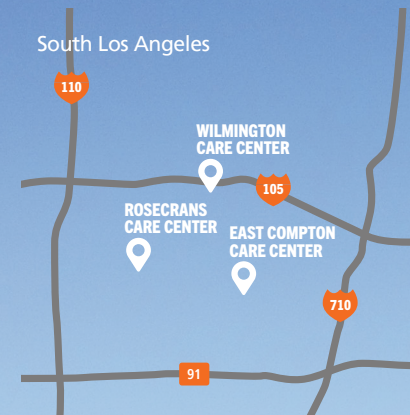 South Los Angeles
110
WILMINGTON
CARE CENTER
105
ROSECRANS
CARE CENTER
EAST COMPTON
CARE CENTER
710
91